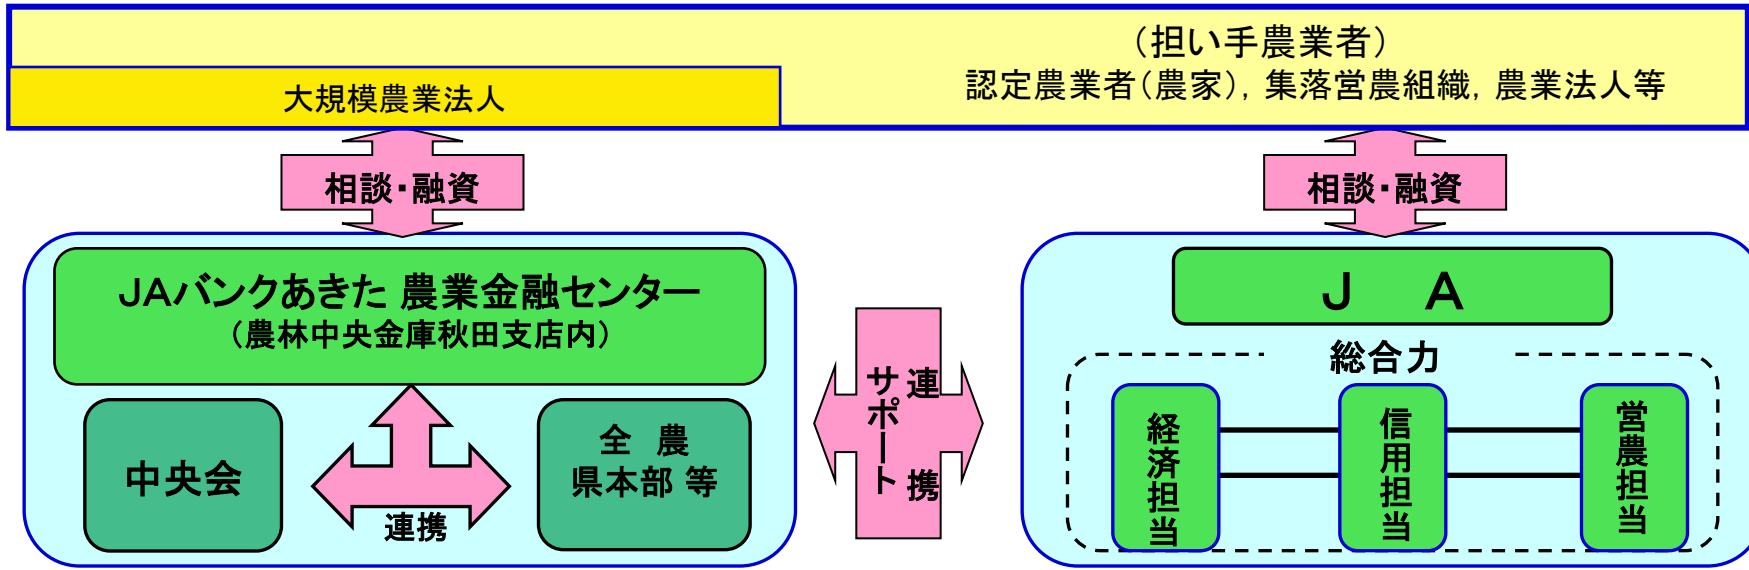 （担い手農業者）
認定農業者（農家），集落営農組織，農業法人等
大規模農業法人
相談・融資
相談・融資
JAバンクあきた 農業金融センター
（農林中央金庫秋田支店内）
中央会
全　農
県本部 等
連携
連　携
サポート
J　A
総合力
経済担当
信用担当
営農担当